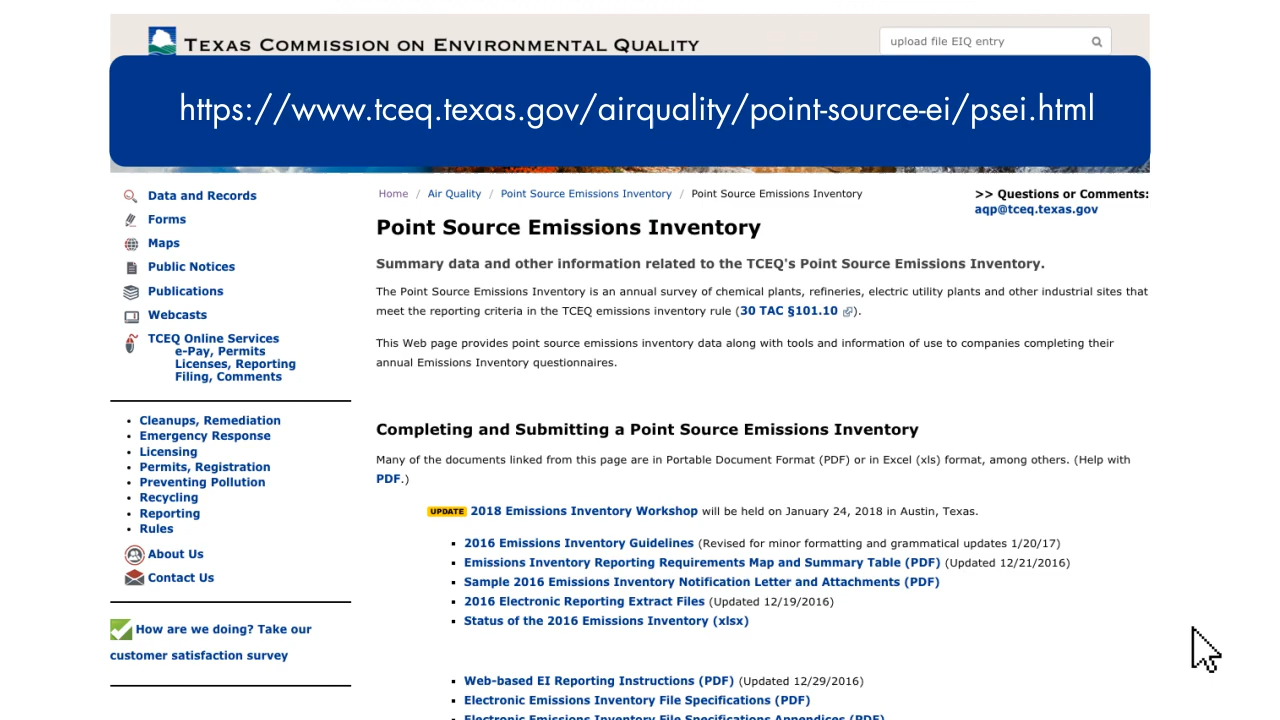 TEXAS COMMISSION ON ENVIRONMENTAL QUALITY
upload file EIQ entry
https://www.tceq.texas.gov/airquality/point-source-ei/psei.html
Data and Records
Forms
Maps
Public Notices
Publications
Webcasts
TCEQ Online Services
e-Pay, Permits
Licenses, Reporting
Filing, Comments
Cleanups, Remediation
Emergency Response
Licensing
Permits, Registration
Preventing Pollution
Recycling
Reporting
Rules
About Us
Contact Us
How are we doing? Take our
customer satisfaction survey
Home / Air Quality / Point Source Emissions Inventory / Point Source Emissions Inventory
>> Questions or Comments:
aqp@tceq.texas.gov
Point Source Emissions Inventory
Summary data and other information related to the TCEQ's Point Source Emissions Inventory.
The Point Source Emissions Inventory is an annual survey of chemical plants, refineries, electric utility plants and other industrial sites that
meet the reporting criteria in the TCEQ emissions inventory rule (30 TAC §101.10 ).
This Web page provides point source emissions inventory data along with tools and information of use to companies completing their
annual Emissions Inventory questionnaires.
Completing and Submitting a Point Source Emissions Inventory
Many of the documents linked from this page are in Portable Document Format (PDF) or in Excel (xls) format, among others. (Help with
PDF.)
UPDATE 2018 Emissions Inventory Workshop will be held on January 24, 2018 in Austin, Texas.
2016 Emissions Inventory Guidelines (Revised for minor formatting and grammatical updates 1/20/17)
Emissions Inventory Reporting Requirements Map and Summary Table (PDF) (Updated 12/21/2016)
Sample 2016 Emissions Inventory Notification Letter and Attachments (PDF)
2016 Electronic Reporting Extract Files (Updated 12/19/2016)
Status of the 2016 Emissions Inventory (xlsx)
Web-based EI Reporting Instructions (PDF) (Updated 12/29/2016)
Electronic Emissions Inventory File Specifications (PDF)
Electronic Emissions Inventory File Specifications Appendices (PDF)